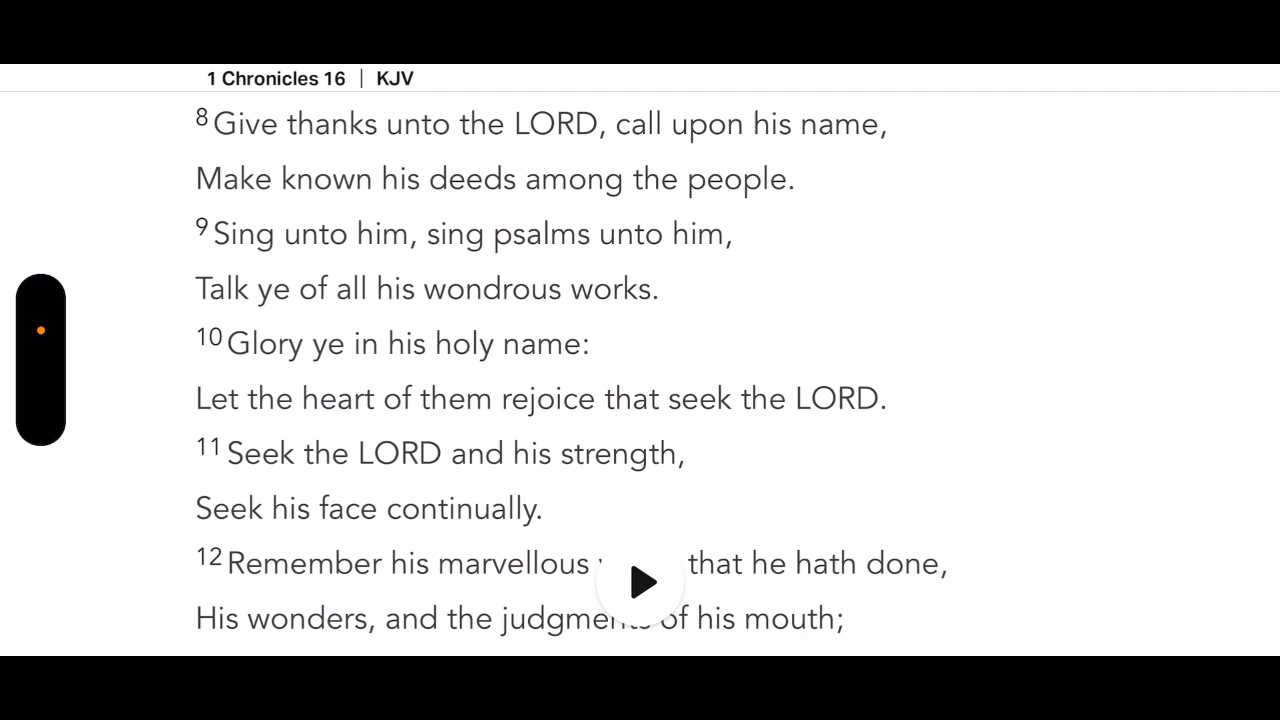 1 Chronicles 16 | KJV
8 Give thanks unto the LORD, call upon his name,
Make known his deeds among the people.
9 Sing unto him, sing psalms unto him,
Talk ye of all his wondrous works.
10 Glory ye in his holy name:
Let the heart of them rejoice that seek the LORD.
11 Seek the LORD and his strength,
Seek his face continually.
12 Remember his marvellous that he hath done,
His wonders, and the judgments of his mouth;